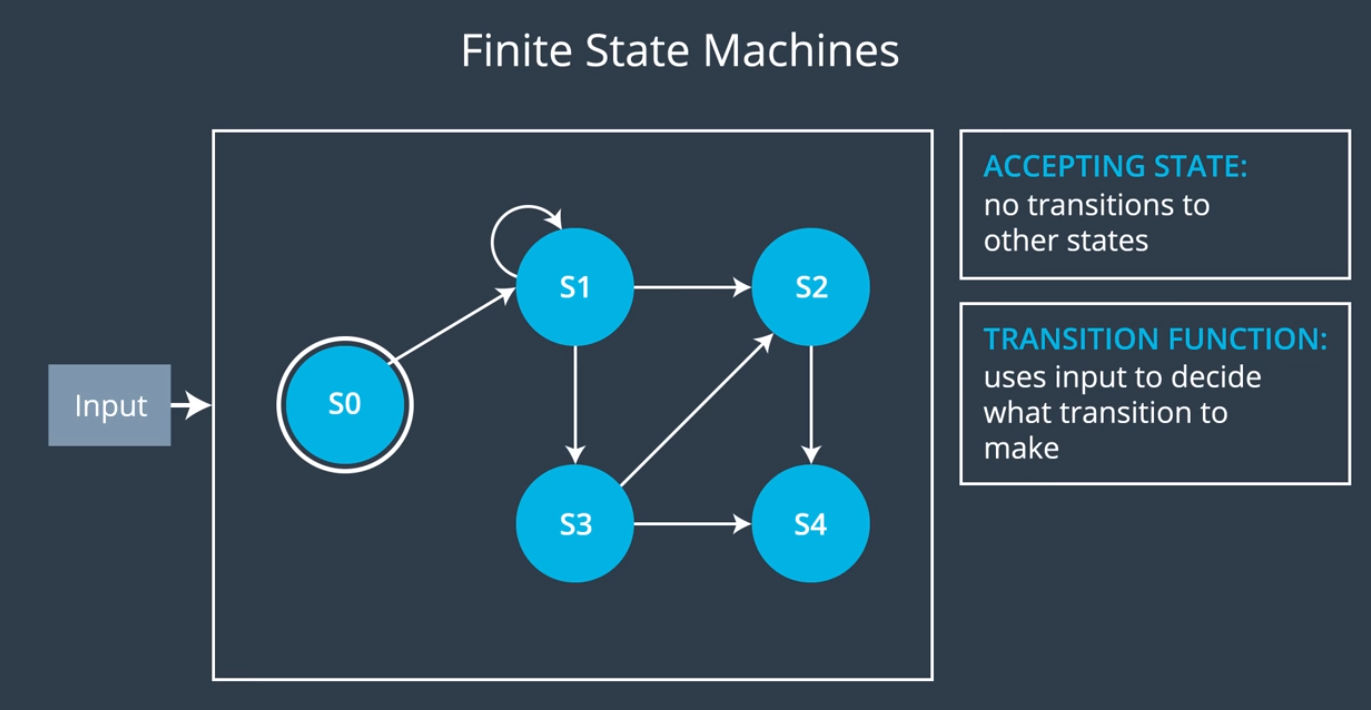 Finite State Machines
ACCEPTING STATE:
no transitions to
other states
S1
S2
TRANSITION FUNCTION:
uses input to decide
what transition to
make
Input
S0
S3
S4